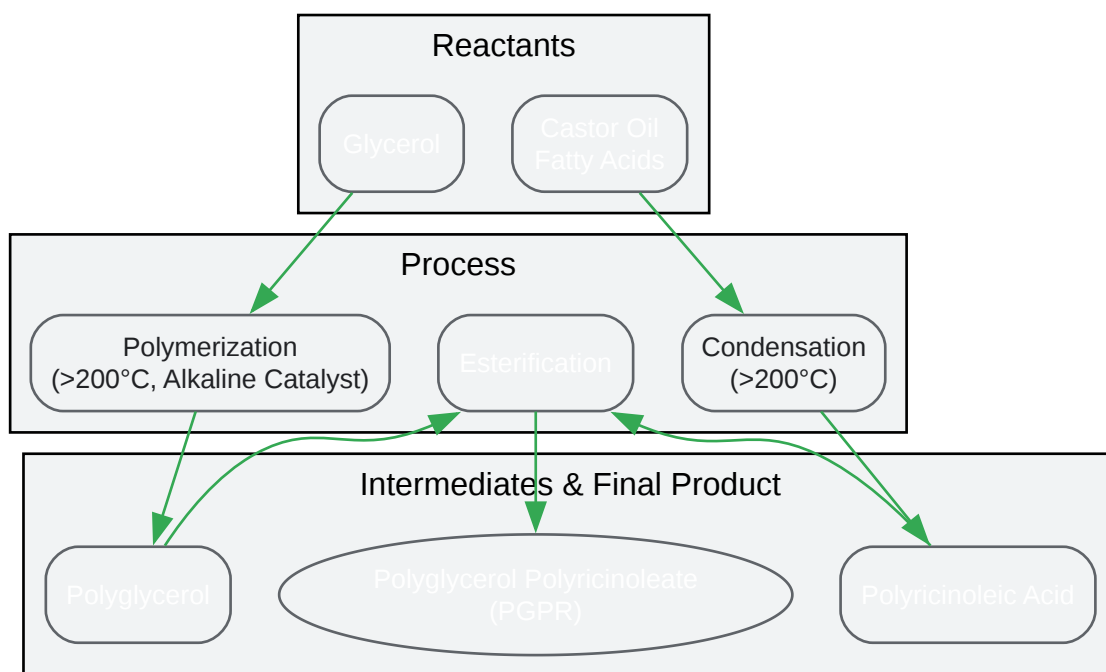 Reactants
Glycerol
Castor Oil
Fatty Acids
Process
Polymerization
(>200°C, Alkaline Catalyst)
Esterification
Condensation
(>200°C)
Intermediates & Final Product
Polyglycerol
Polyglycerol Polyricinoleate
(PGPR)
Polyricinoleic Acid